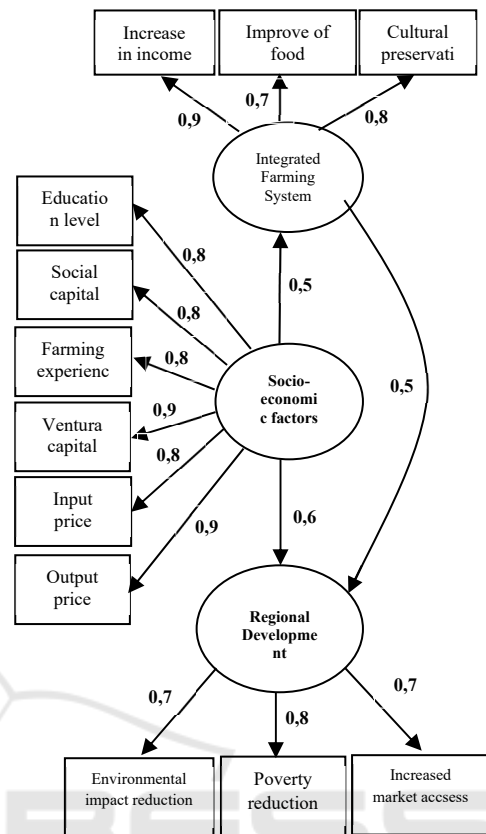 Increase
in income
Improve of
food
Cultural
preservati
0,9
0,7
0,8
Integrated
Farming
System
Educatio
n level
Social
capital
Farming
experienc
Ventura
capital
Input
price
Output
price
0,8
0,8
0,8
0,9
0,8
0,9
0,5
Socio-
economi
c factors
0,5
0,6
Regional
Developme
nt
0,7
0,8
0,7
Environmental
impact reduction
Poverty
reduction
Increased
market accsess